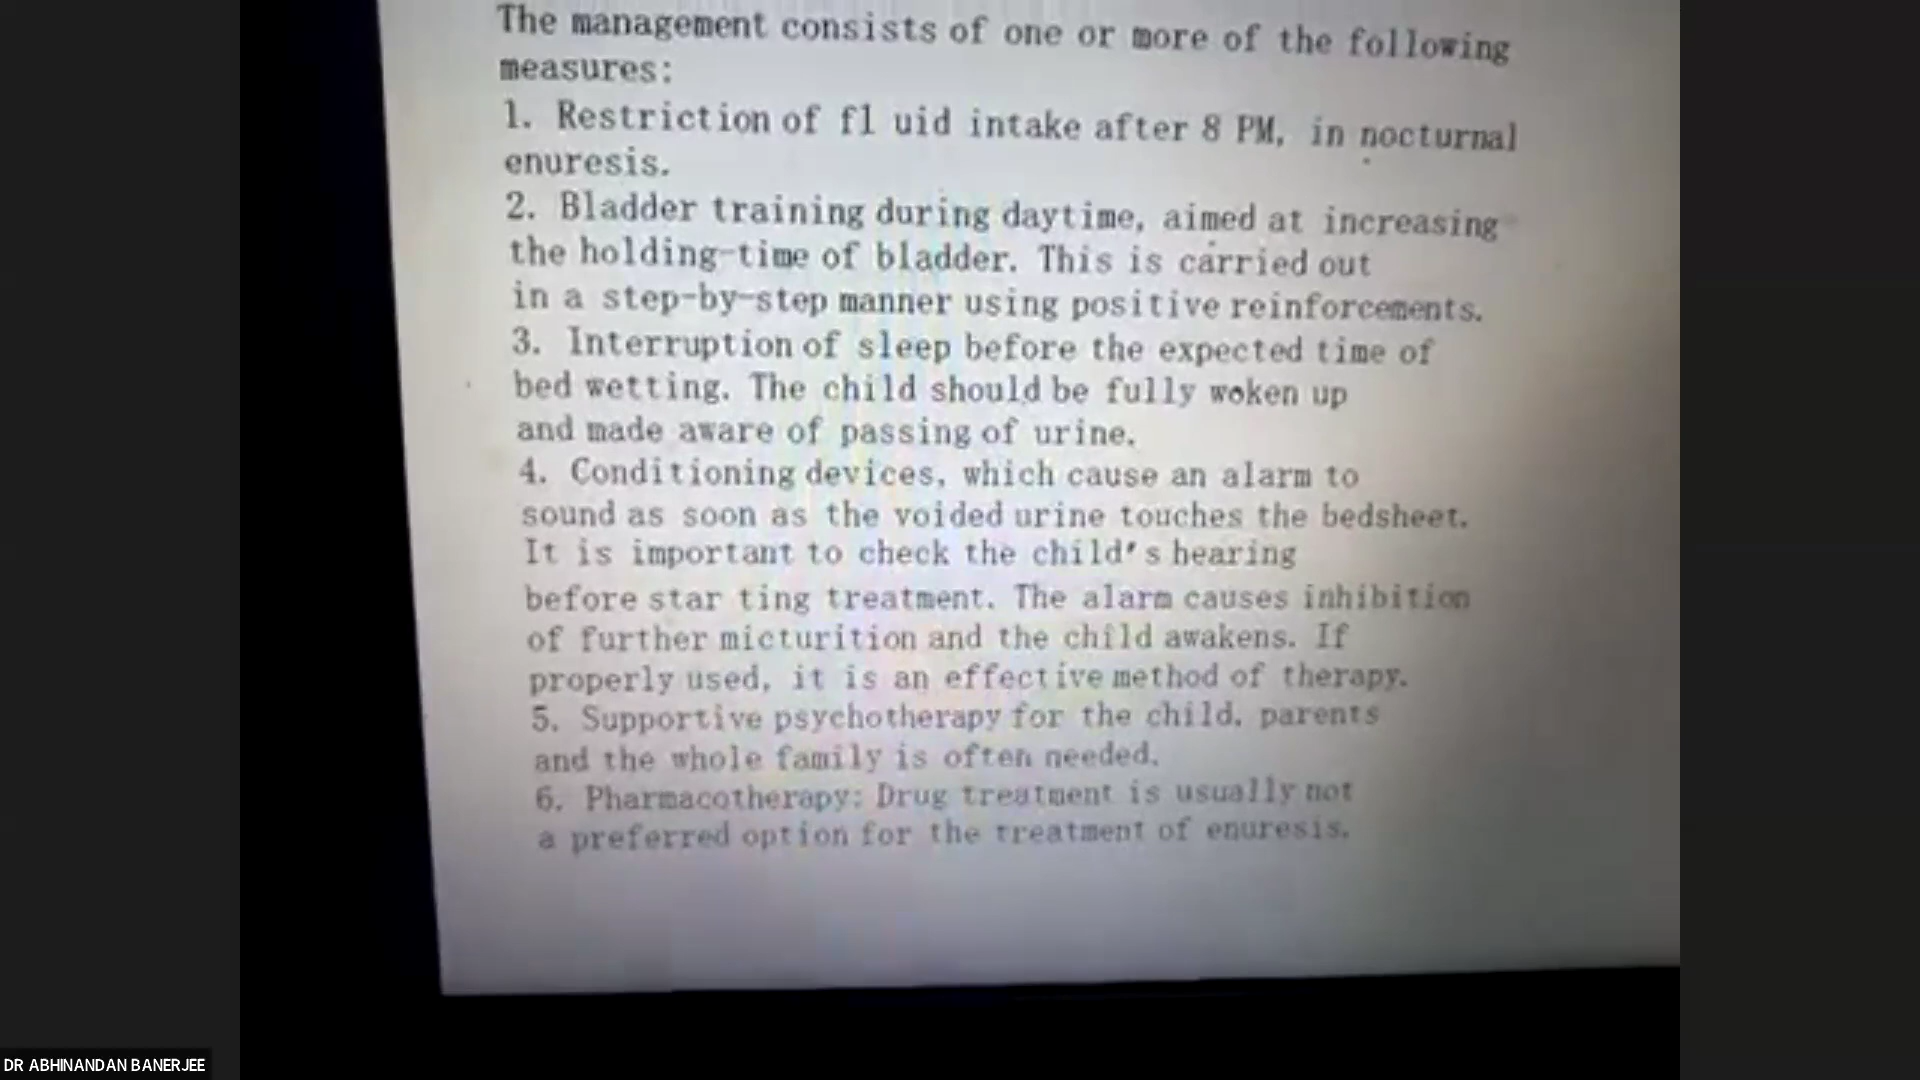 The management consists of one or more of the following
measures:
1. Restriction of fl uid intake after 8 PM, in nocturnal
enuresis.
2. Bladder training during daytime, aimed at increasing
the holding-time of bladder. This is carried out
in a step-by-step manner using positive reinforcements.
3. Interruption of sleep before the expected time of
bed wetting. The child should be fully woken up
and made aware of passing of urine.
4. Conditioning devices, which cause an alarm to
sound as soon as the voided urine touches the bedsheet.
It is important to check the child's hearing
before star ting treatment. The alarm causes inhibition
of further micturition and the child awakens. If
properly used, it is an effective method of therapy.
5. Supportive psychotherapy for the child, parents
and the whole family is often needed.
6. Pharmacotherapy: Drug treatment is usually not
a preferred option for the treatment of enuresis.
DR ABHINANDAN BANERJEE